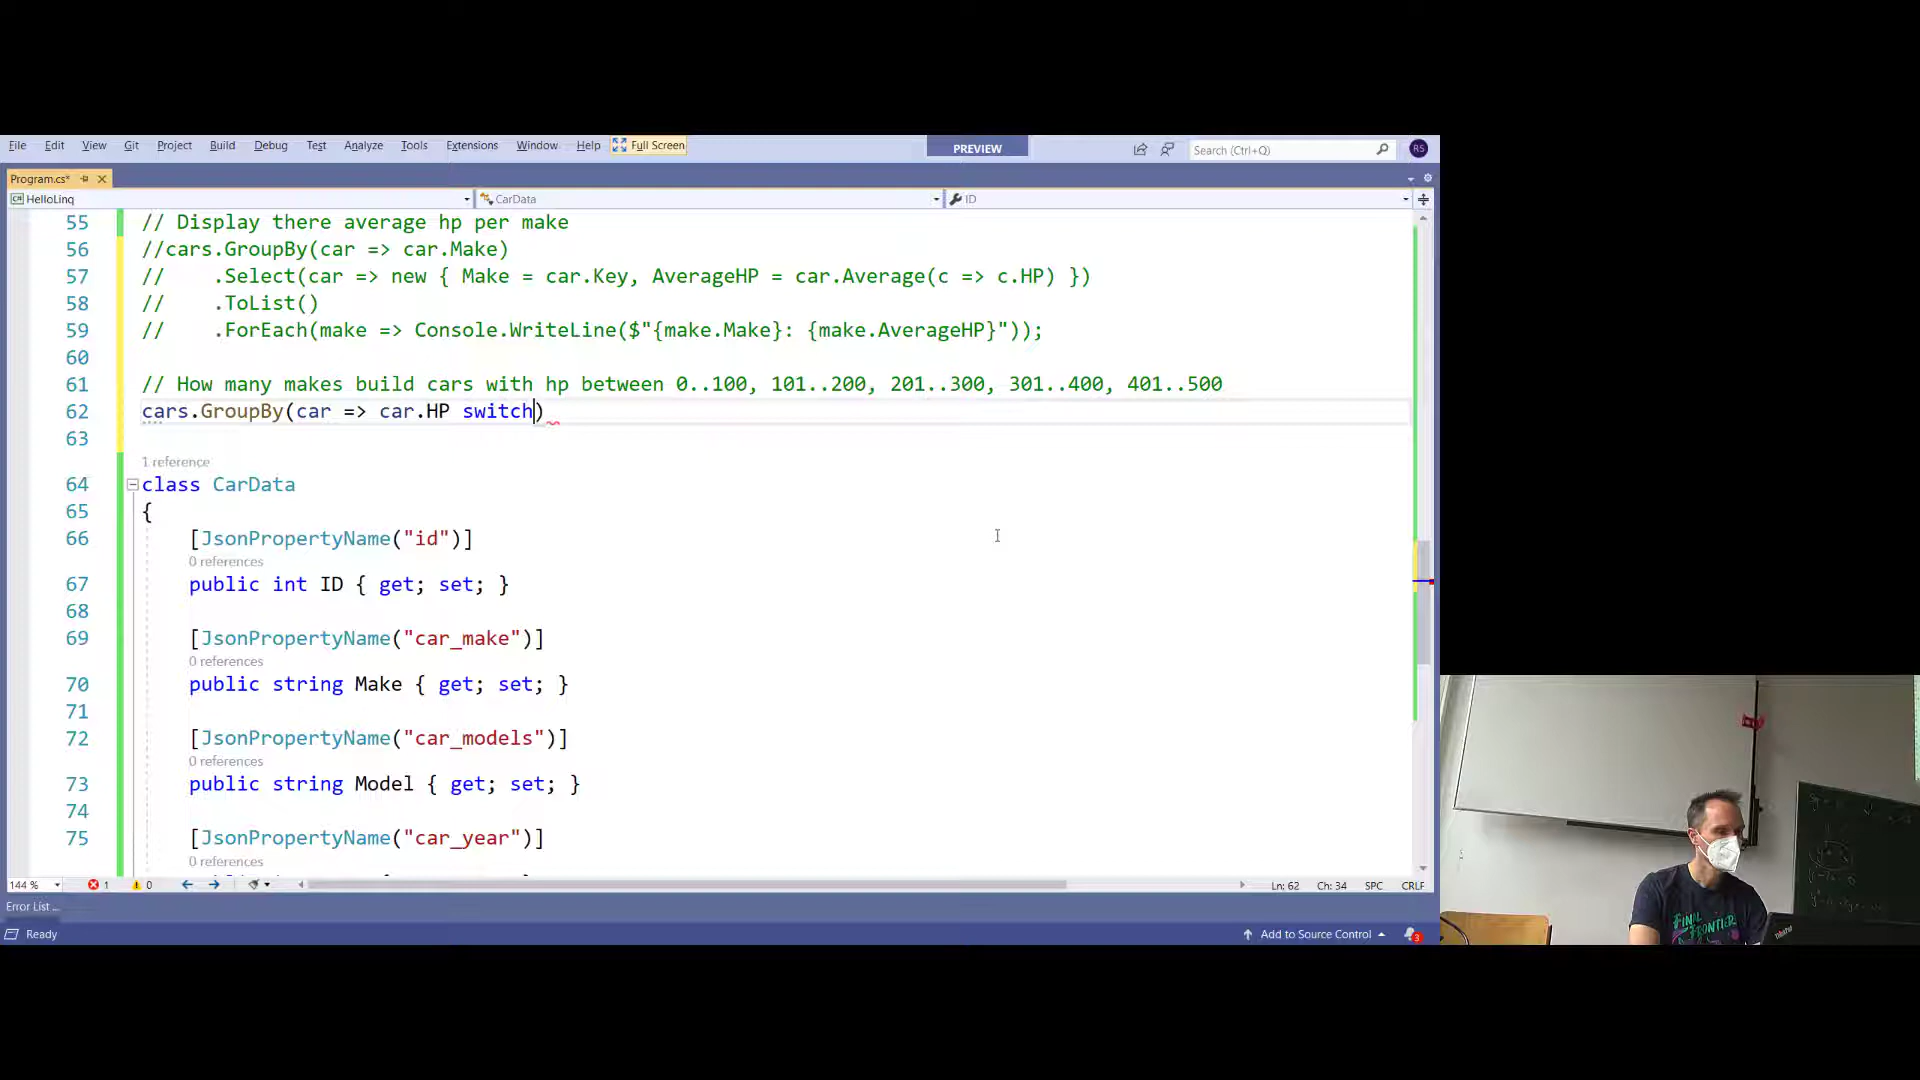 File Edit View Git Project Build Debug Test Analyze Tools Extensions Window Help Full Screen PREVIEW Search (Ctrl+Q) RS
Program.cs*
HelloLinq CarData ID
55 // Display there average hp per make
56 //cars.GroupBy(car => car.Make)
57 //    .Select(car => new { Make = car.Key, AverageHP = car.Average(c => c.HP) })
58 //    .ToList()
59 //    .ForEach(make => Console.WriteLine($"{make.Make}: {make.AverageHP}"));
60
61 // How many makes build cars with hp between 0..100, 101..200, 201..300, 301..400, 401..500
62 cars.GroupBy(car => car.HP switch)
63
1 reference
64 class CarData
65 {
66 [JsonPropertyName("id")]
0 references
67 public int ID { get; set; }
68
69 [JsonPropertyName("car_make")]
0 references
70 public string Make { get; set; }
71
72 [JsonPropertyName("car_models")]
0 references
73 public string Model { get; set; }
74
75 [JsonPropertyName("car_year")]
0 references
144 % 1 0 Ln: 62 Ch: 34 SPC CRLF
Error List ...
Ready Add to Source Control 3
FINAL
FRONTIER